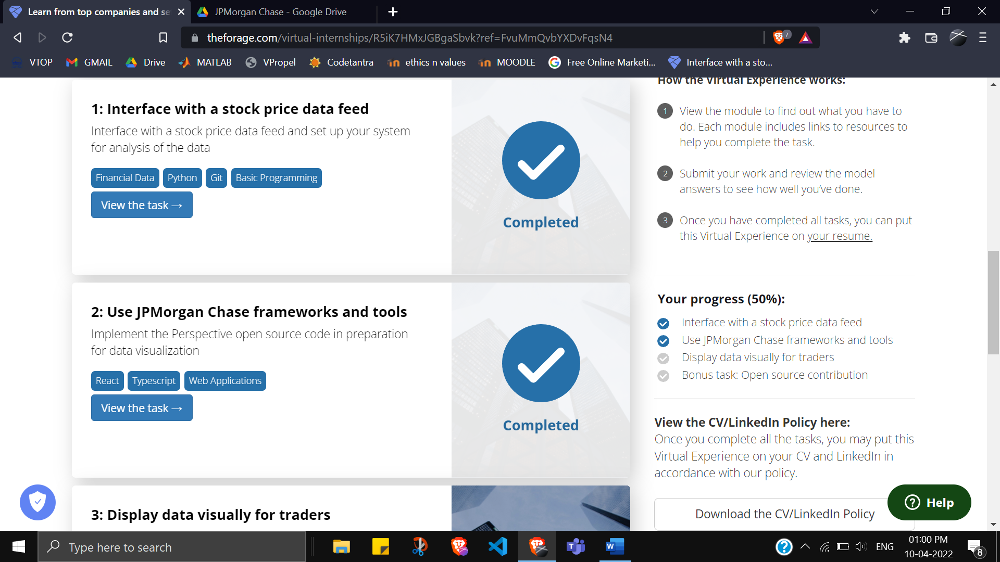 Learn from top companies and se
JPMorgan Chase - Google Drive
theforage.com/virtual-internships/R5iK7HMxJGBgaSbvk?ref=FvuMmQvbYXDvFqsN4
7
VTOP
GMAIL
Drive
MATLAB
VPropel
Codetantra
ethics n values
MOODLE
Free Online Marketi...
Interface with a sto...
1: Interface with a stock price data feed
Interface with a stock price data feed and set up your system
for analysis of the data
Financial Data
Python
Git
Basic Programming
View the task →
Completed
2: Use JPMorgan Chase frameworks and tools
Implement the Perspective open source code in preparation
for data visualization
React
Typescript
Web Applications
View the task →
Completed
3: Display data visually for traders
How the Virtual Experience works:
1 View the module to find out what you have to
do. Each module includes links to resources to
help you complete the task.
2 Submit your work and review the model
answers to see how well you’ve done.
3 Once you have completed all tasks, you can put
this Virtual Experience on your resume.
Your progress (50%):
Interface with a stock price data feed
Use JPMorgan Chase frameworks and tools
Display data visually for traders
Bonus task: Open source contribution
View the CV/LinkedIn Policy here:
Once you complete all the tasks, you may put this
Virtual Experience on your CV and LinkedIn in
accordance with our policy.
Download the CV/LinkedIn Policy
? Help
Type here to search
T
W
?
ENG
01:00 PM
10-04-2022
8